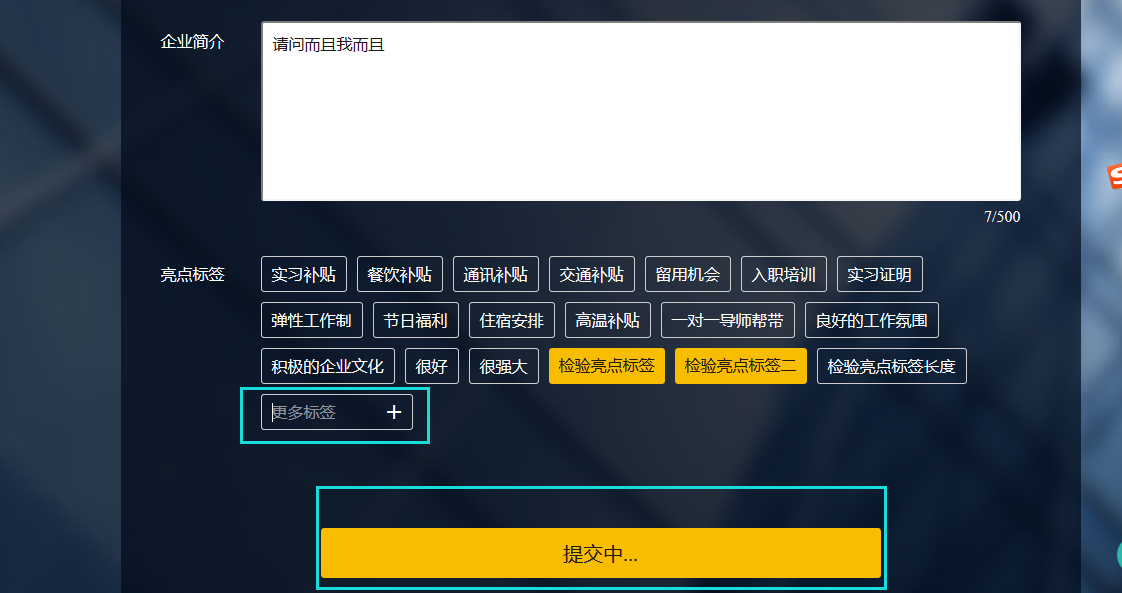 企业简介
请问而且我而且
7/500
亮点标签
实习补贴 餐饮补贴 通讯补贴 交通补贴 留用机会 入职培训 实习证明
弹性工作制 节日福利 住宿安排 高温补贴 一对一导师帮带 良好的工作氛围
积极的企业文化 很好 很强大 检验亮点标签 检验亮点标签二 检验亮点标签长度
更多标签 +
提交中...